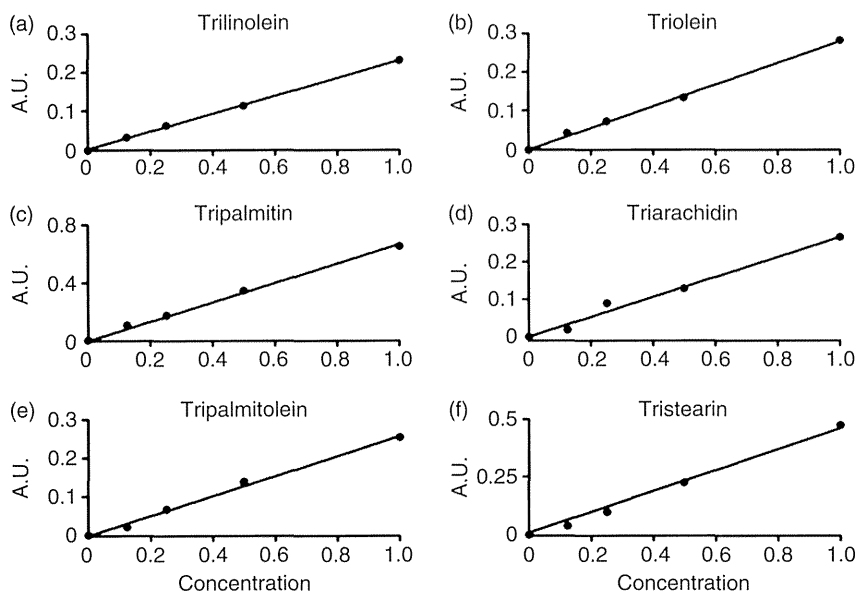 (a) Trilinolein
A.U.
0.3
0.2
0.1
0
0 0.2 0.4 0.6 0.8 1.0
(b) Triolein
A.U.
0.3
0.2
0.1
0
0 0.2 0.4 0.6 0.8 1.0
(c) Tripalmitin
A.U.
0.8
0.4
0
0 0.2 0.4 0.6 0.8 1.0
(d) Triarachidin
A.U.
0.3
0.2
0.1
0
0 0.2 0.4 0.6 0.8 1.0
(e) Tripalmitolein
A.U.
0.3
0.2
0.1
0
0 0.2 0.4 0.6 0.8 1.0
Concentration
(f) Tristearin
A.U.
0.5
0.25
0
0 0.2 0.4 0.6 0.8 1.0
Concentration